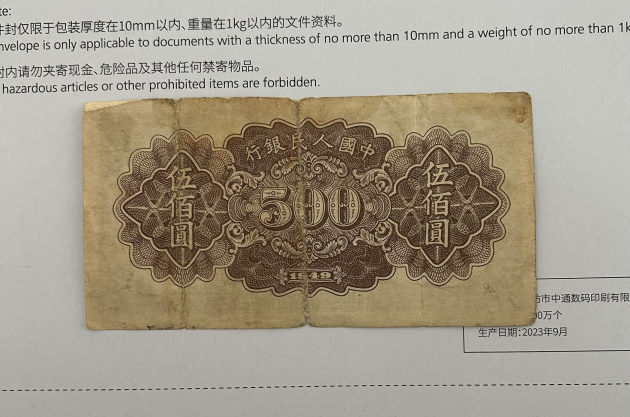 te:
件封仅限于包装厚度在10mm以内、重量在1kg以内的文件资料。
nvelope is only applicable to documents with a thickness of no more than 10mm and a weight of no more than 1k
封内请勿夹寄现金、危险品及其他任何禁寄物品。
hazardous articles or other prohibited items are forbidden.
行銀民人國中
伍佰圓
500
伍佰圓
1949
坊市中通数码印刷有限
00万个
生产日期:2023年9月